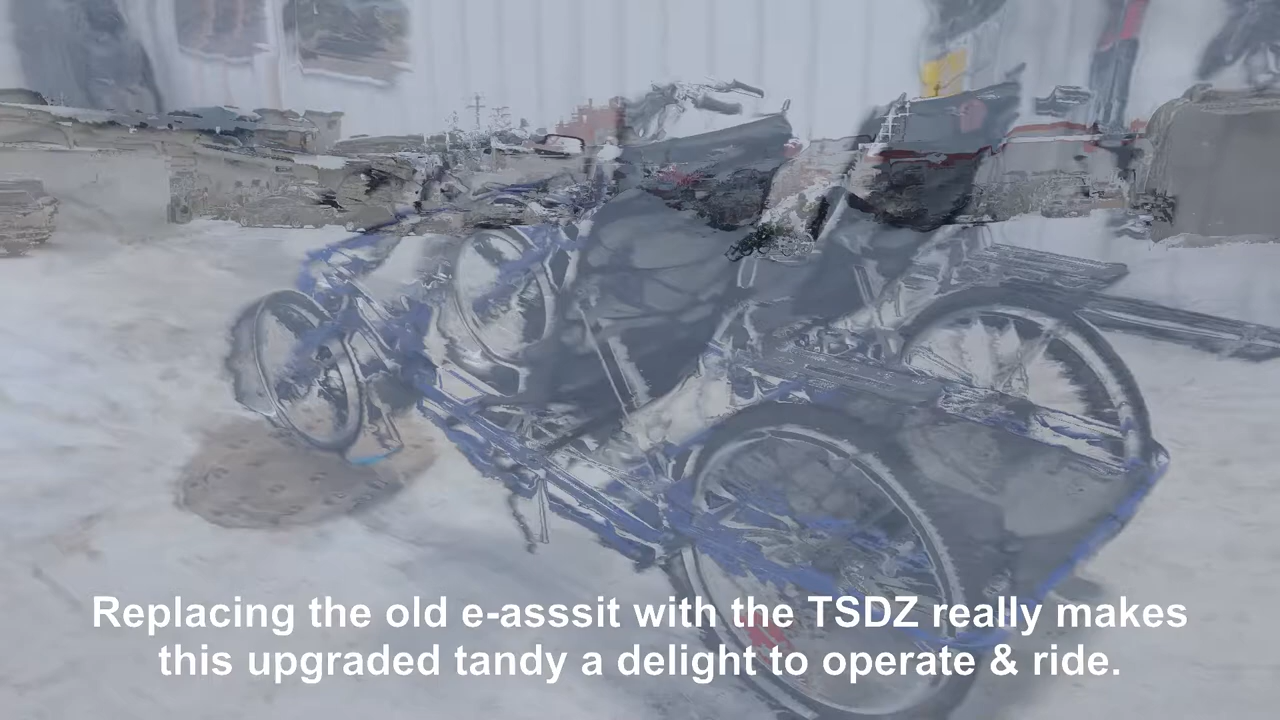 Replacing the old e-asssit with the TSDZ really makes
this upgraded tandy a delight to operate & ride.